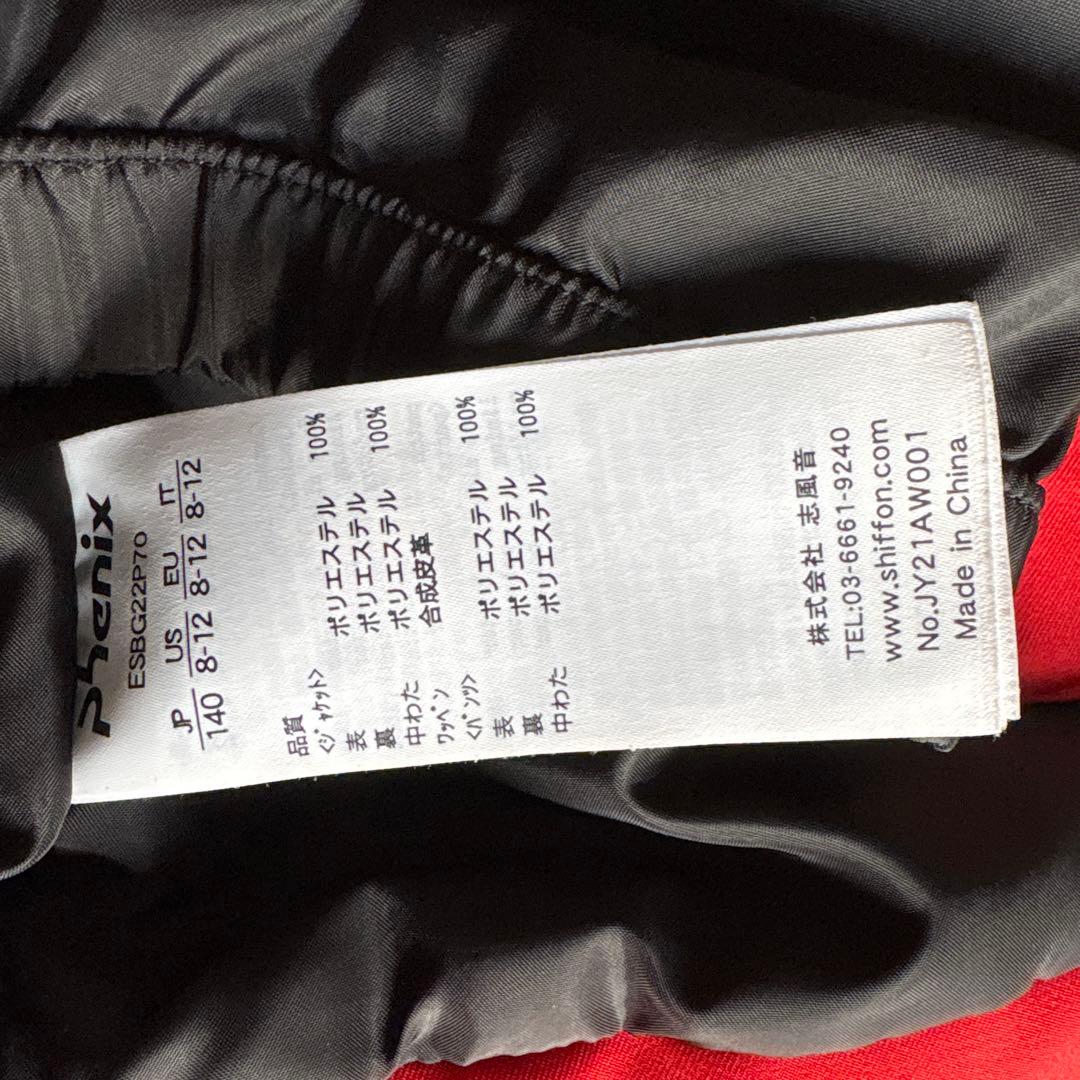 phenix
ESBG22P70
JP US EU IT
140 8-12 8-12 8-12
品質
<ｼﾞｬｹｯﾄ>
表 ポリエステル 100%
裏 ポリエステル
中わた ポリエステル 100%
ﾜｯﾍﾟﾝ 合成皮革
<ﾊﾟﾝﾂ>
表 ポリエステル 100%
裏 ポリエステル
中わた ポリエステル 100%
株式会社 志風音
TEL:03-6661-9240
www.shiffon.com
No.JY21AW001
Made in China